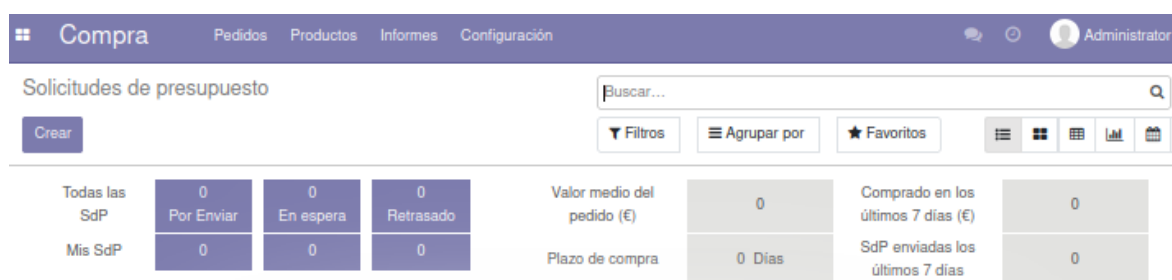 Compra Pedidos Productos Informes Configuración Administrator
Solicitudes de presupuesto Buscar...
Crear Filtros Agrupar por Favoritos
Todas las SdP 0 Por Enviar 0 En espera 0 Retrasado Valor medio del pedido (€) 0 Comprado en los últimos 7 días (€) 0
Mis SdP 0 0 0 Plazo de compra 0 Días SdP enviadas los últimos 7 días 0